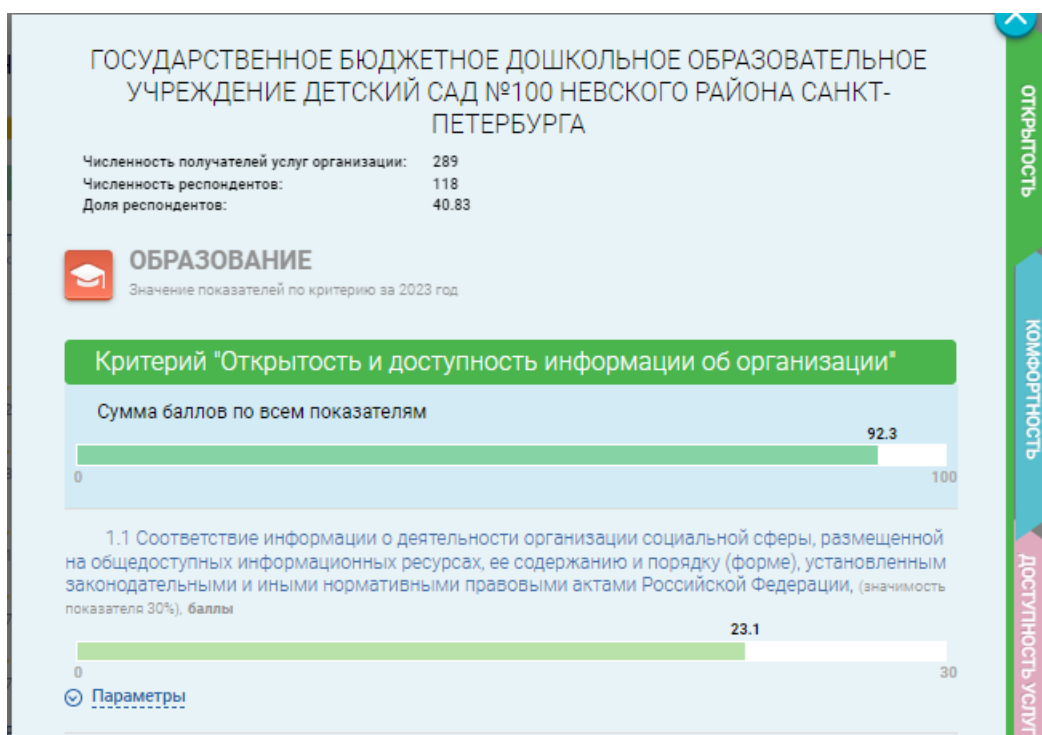 ГОСУДАРСТВЕННОЕ БЮДЖЕТНОЕ ДОШКОЛЬНОЕ ОБРАЗОВАТЕЛЬНОЕ
УЧРЕЖДЕНИЕ ДЕТСКИЙ САД №100 НЕВСКОГО РАЙОНА САНКТ-
ПЕТЕРБУРГА
Численность получателей услуг организации: 289
Численность респондентов: 118
Доля респондентов: 40.83
ОБРАЗОВАНИЕ
Значение показателей по критерию за 2023 год
Критерий "Открытость и доступность информации об организации"
Сумма баллов по всем показателям
92.3
0 100
1.1 Соответствие информации о деятельности организации социальной сферы, размещенной
на общедоступных информационных ресурсах, ее содержанию и порядку (форме), установленным
законодательными и иными нормативными правовыми актами Российской Федерации, (значимость
показателя 30%), баллы
23.1
0 30
Параметры
ОТКРЫТОСТЬ
КОМФОРТНОСТЬ
ДОСТУПНОСТЬ УСЛУГ